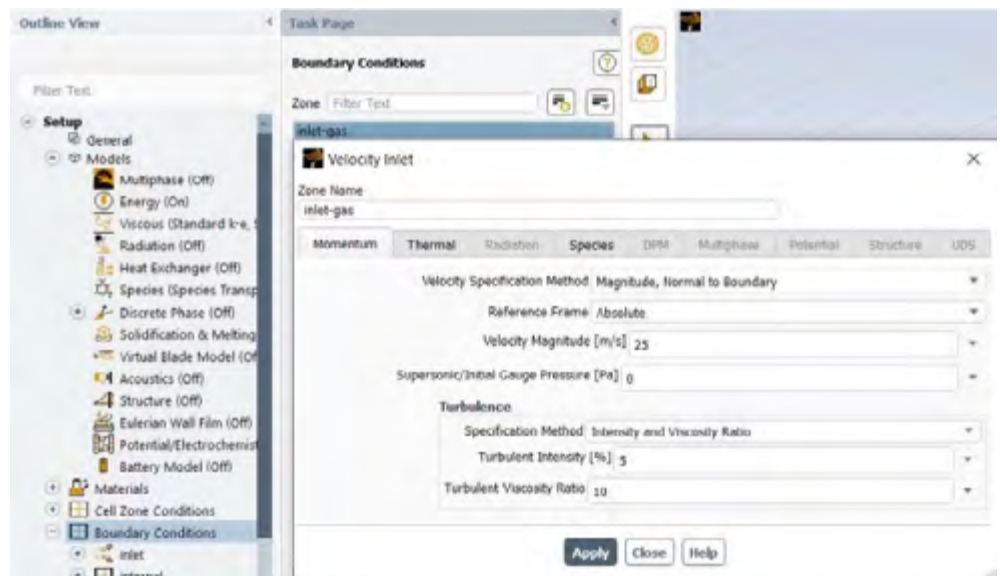 Outline View
Task Page
Boundary Conditions
Filter Text
Zone Filter Text
inlet-gas
Setup
General
Models
Multiphase (Off)
Energy (On)
Viscous (Standard k-e,
Radiation (Off)
Heat Exchanger (Off)
Species (Species Transp
Discrete Phase (Off)
Solidification & Melting
Virtual Blade Model (Of
Acoustics (Off)
Structure (Off)
Eulerian Wall Film (Off)
Potential/Electrochemist
Battery Model (Off)
Materials
Cell Zone Conditions
Boundary Conditions
inlet
internal
Velocity Inlet
Zone Name
inlet-gas
Momentum Thermal Radiation Species DPM Multiphase Potential Structure UDS
Velocity Specification Method Magnitude, Normal to Boundary
Reference Frame Absolute
Velocity Magnitude [m/s] 25
Supersonic/Initial Gauge Pressure [Pa] 0
Turbulence
Specification Method Intensity and Viscosity Ratio
Turbulent Intensity [%] 5
Turbulent Viscosity Ratio 10
Apply Close Help